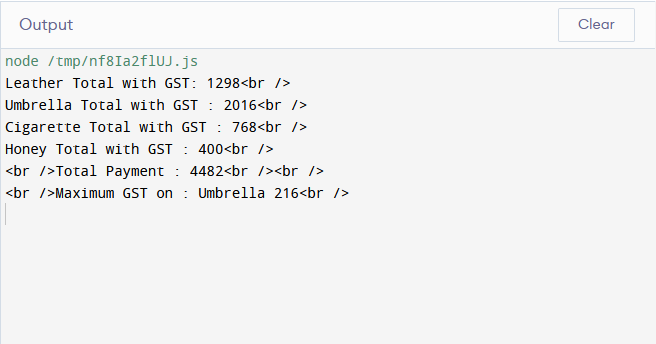 Output
Clear
node /tmp/nf8Ia2flUJ.js
Leather Total with GST: 1298<br />
Umbrella Total with GST : 2016<br />
Cigarette Total with GST : 768<br />
Honey Total with GST : 400<br />
<br />Total Payment : 4482<br /><br />
<br />Maximum GST on : Umbrella 216<br />